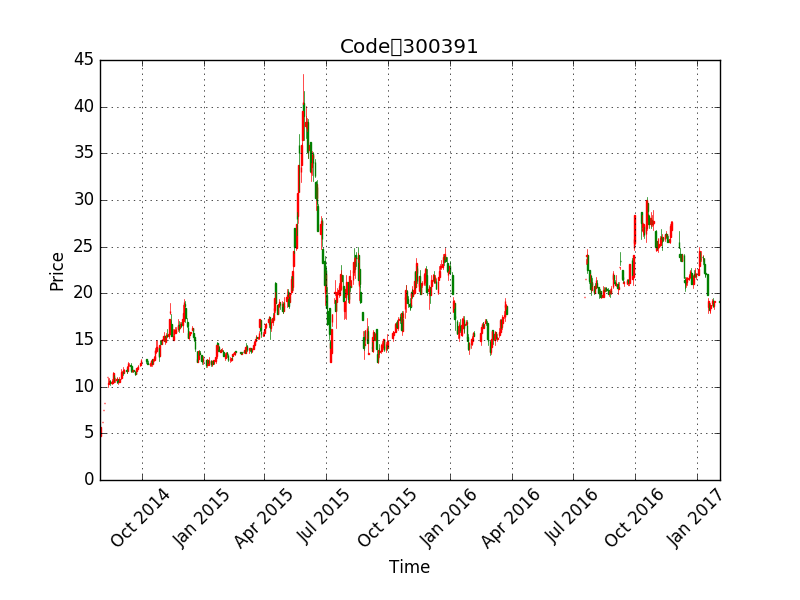 Code▯300391
45
40
35
30
25
20
15
10
5
0
Price
Oct 2014
Jan 2015
Apr 2015
Jul 2015
Oct 2015
Jan 2016
Apr 2016
Jul 2016
Oct 2016
Jan 2017
Time